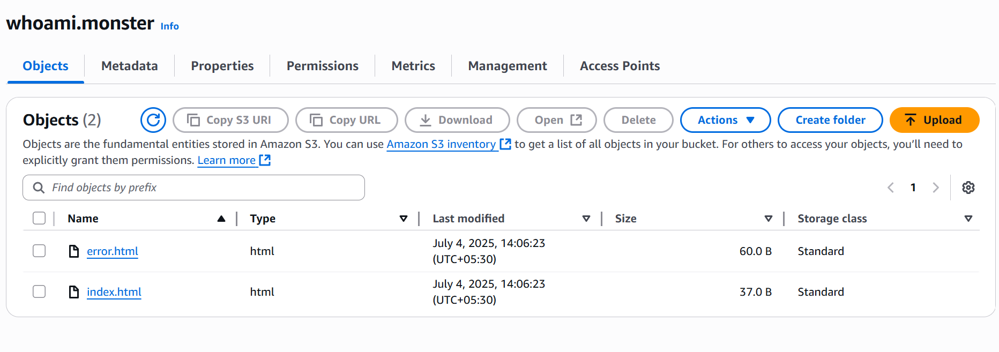 whoami.monster Info
Objects Metadata Properties Permissions Metrics Management Access Points
Objects (2) Copy S3 URI Copy URL Download Open Delete Actions Create folder Upload
Objects are the fundamental entities stored in Amazon S3. You can use Amazon S3 inventory to get a list of all objects in your bucket. For others to access your objects, you’ll need to
explicitly grant them permissions. Learn more
Find objects by prefix 1
Name Type Last modified Size Storage class
error.html html July 4, 2025, 14:06:23 (UTC+05:30) 60.0 B Standard
index.html html July 4, 2025, 14:06:23 (UTC+05:30) 37.0 B Standard